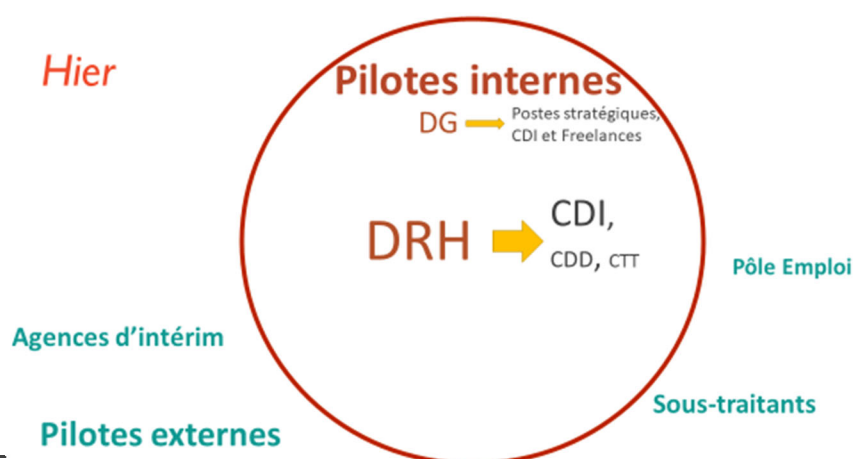 Hier
Pilotes internes
DG
Postes stratégiques,
CDI et Freelances
DRH
CDI,
CDD, CTT
Pôle Emploi
Agences d’intérim
Sous-traitants
Pilotes externes